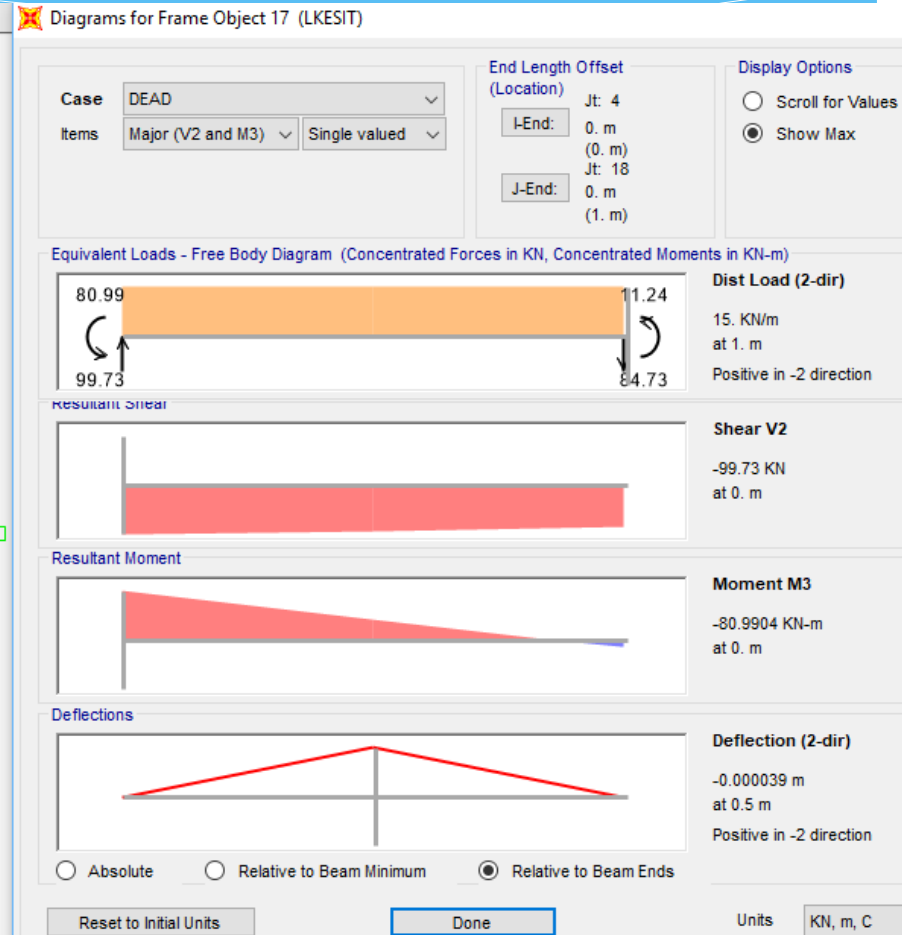 Diagrams for Frame Object 17 (LKESIT)
Case DEAD
Items Major (V2 and M3) Single valued
End Length Offset
(Location)
Jt: 4
I-End: 0. m
(0. m)
Jt: 18
J-End: 0. m
(1. m)
Display Options
Scroll for Values
Show Max
Equivalent Loads - Free Body Diagram (Concentrated Forces in KN, Concentrated Moments in KN-m)
80.99 11.24
99.73 84.73
Dist Load (2-dir)
15. KN/m
at 1. m
Positive in -2 direction
Resultant Shear
Shear V2
-99.73 KN
at 0. m
Resultant Moment
Moment M3
-80.9904 KN-m
at 0. m
Deflections
Deflection (2-dir)
-0.000039 m
at 0.5 m
Positive in -2 direction
Absolute Relative to Beam Minimum Relative to Beam Ends
Reset to Initial Units Done Units KN, m, C